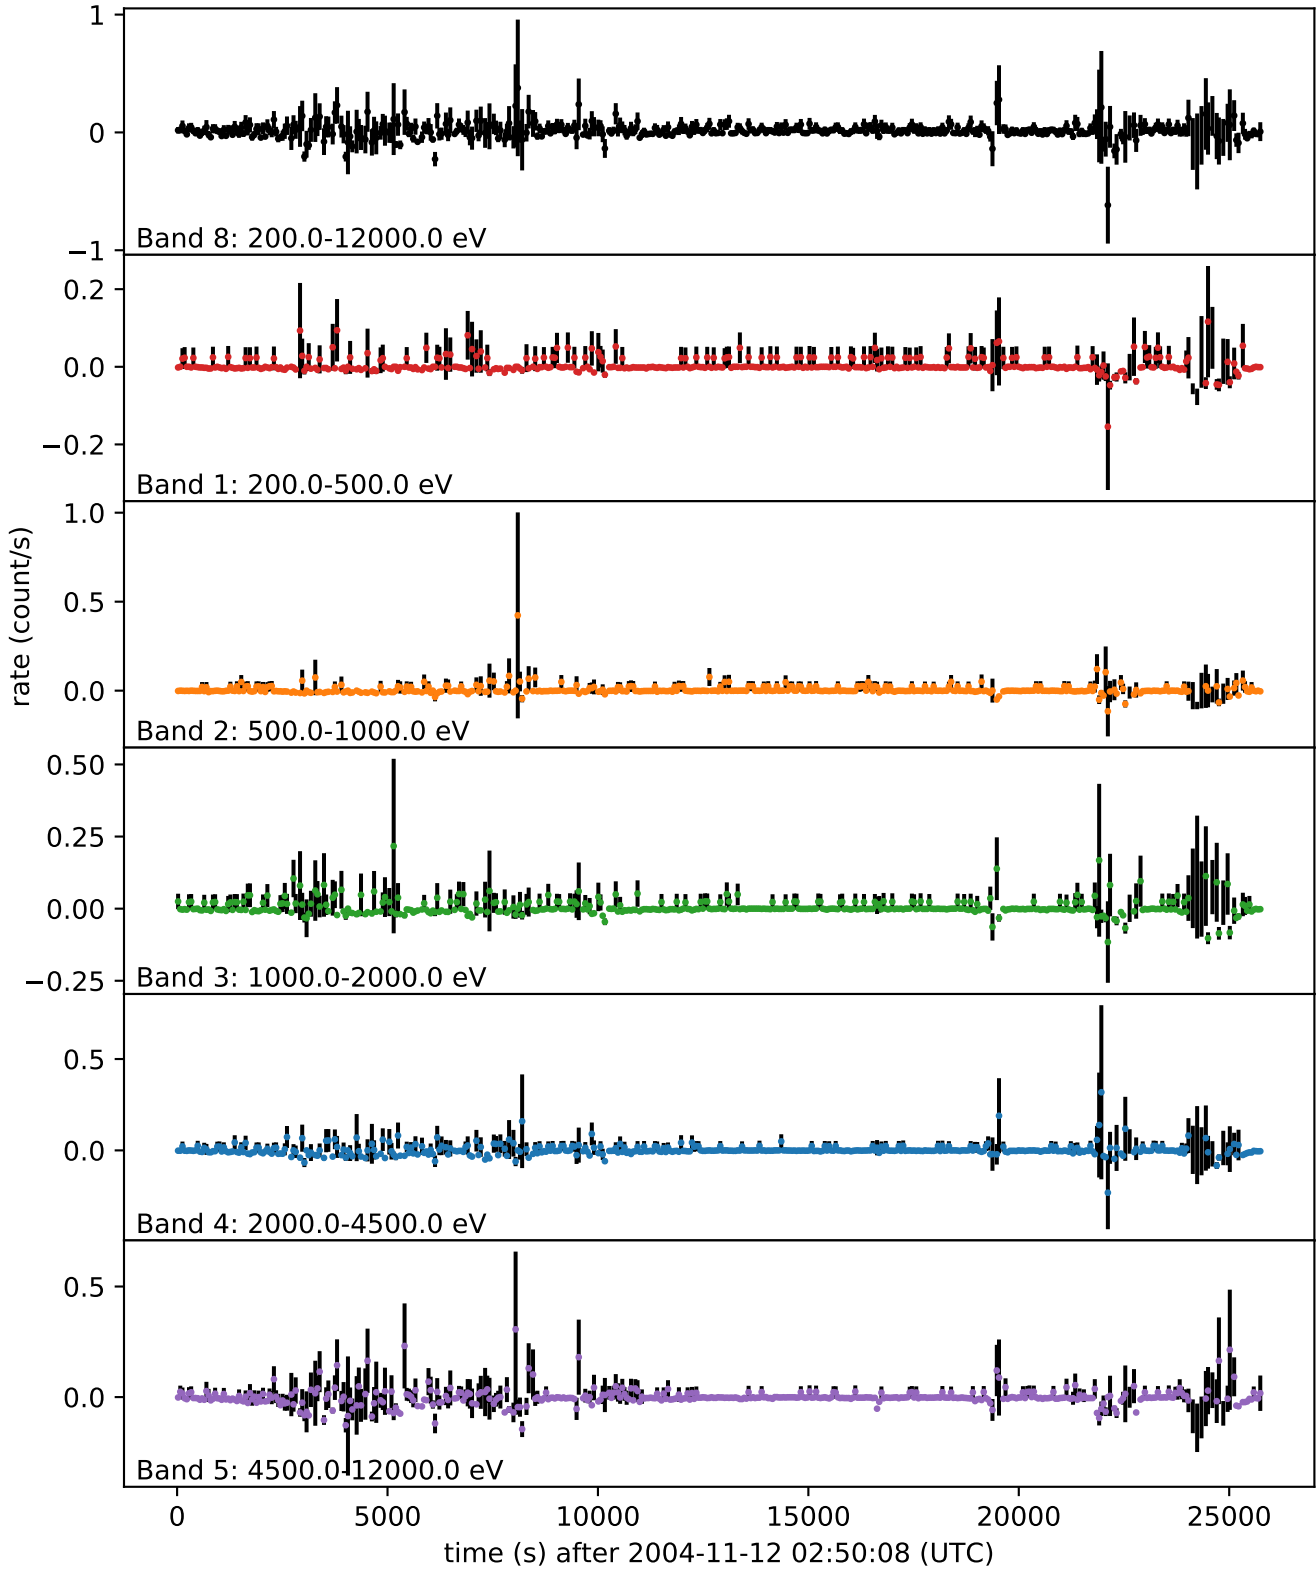 1
0
−1
Band 8: 200.0-12000.0 eV
0.2
0.0
−0.2
Band 1: 200.0-500.0 eV
rate (count/s)
1.0
0.5
0.0
Band 2: 500.0-1000.0 eV
0.50
0.25
0.00
−0.25
Band 3: 1000.0-2000.0 eV
0.5
0.0
Band 4: 2000.0-4500.0 eV
0.5
0.0
Band 5: 4500.0-12000.0 eV
0 5000 10000 15000 20000 25000
time (s) after 2004-11-12 02:50:08 (UTC)